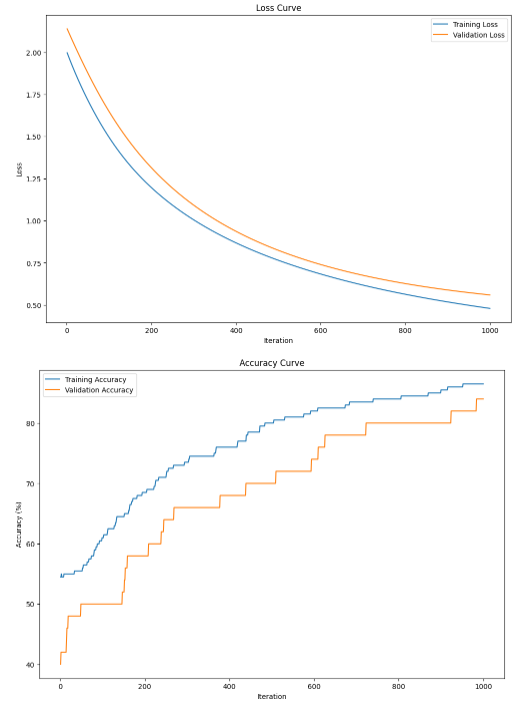 Loss Curve
Training Loss
Validation Loss
2.00
1.75
1.50
1.25
1.00
0.75
0.50
Loss
0
200
400
600
800
1000
Iteration
Accuracy Curve
Training Accuracy
Validation Accuracy
80
70
60
50
40
Accuracy (%)
0
200
400
600
800
1000
Iteration